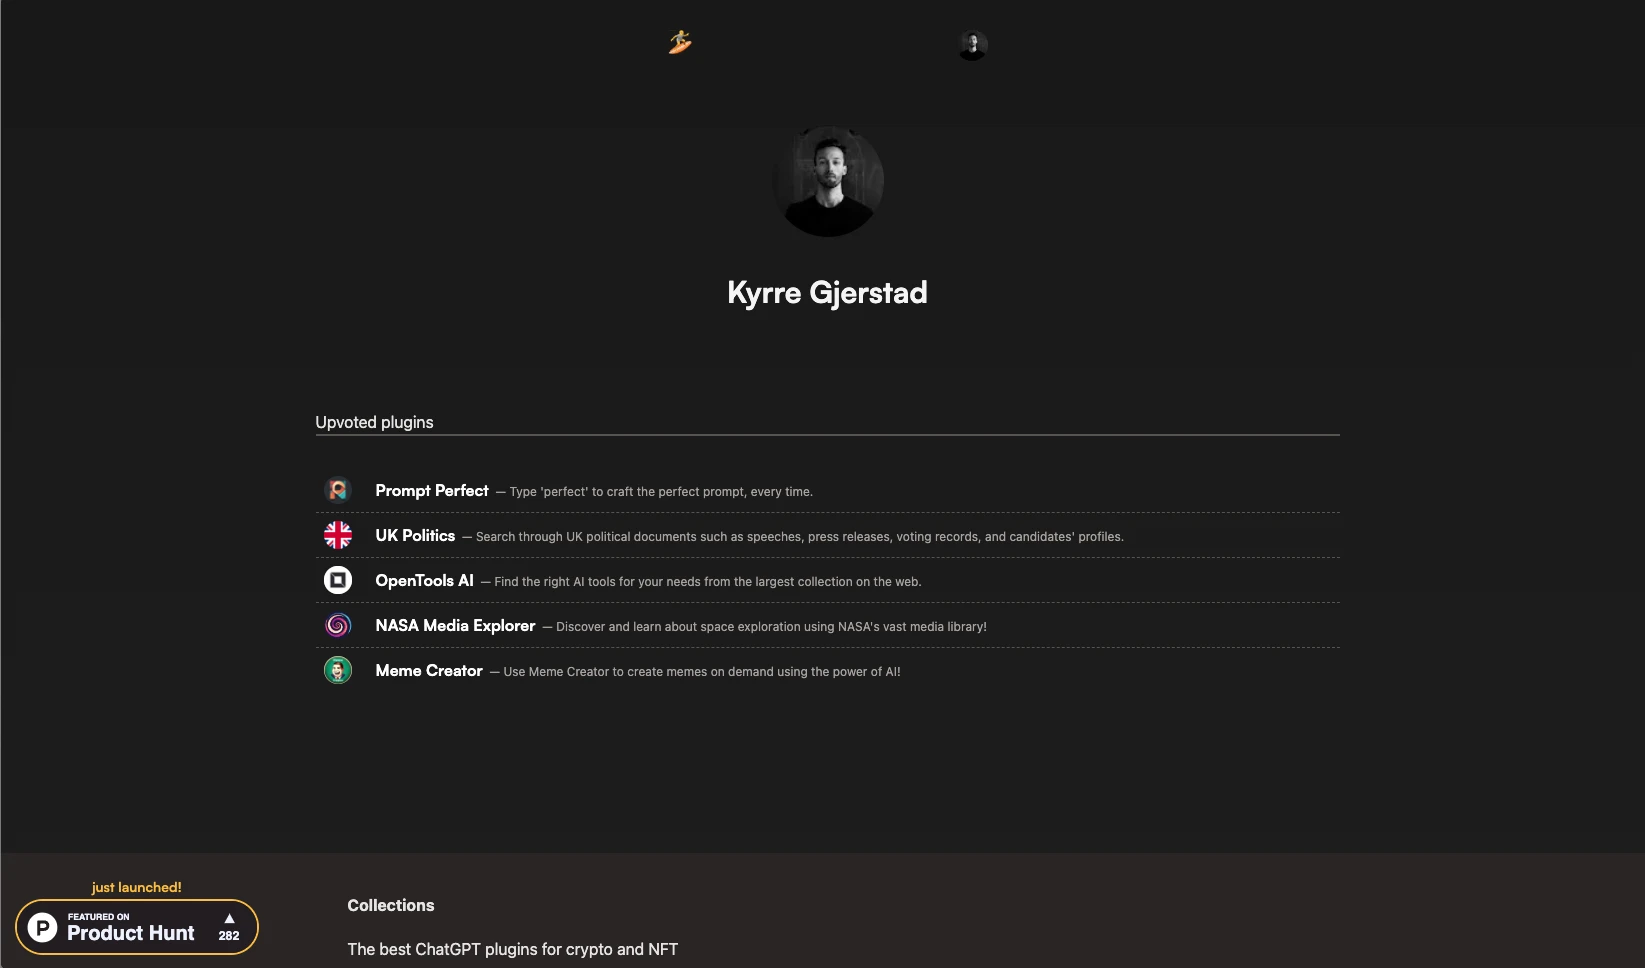 Kyrre Gjerstad
Upvoted plugins
Prompt Perfect — Type 'perfect' to craft the perfect prompt, every time.
UK Politics — Search through UK political documents such as speeches, press releases, voting records, and candidates' profiles.
OpenTools AI — Find the right AI tools for your needs from the largest collection on the web.
NASA Media Explorer — Discover and learn about space exploration using NASA's vast media library!
Meme Creator — Use Meme Creator to create memes on demand using the power of AI!
just launched!
P
FEATURED ON
Product Hunt
▲
282
Collections
The best ChatGPT plugins for crypto and NFT